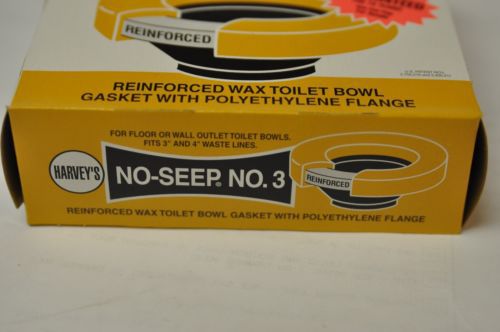 REINFORCED
REINFORCED WAX TOILET BOWL
GASKET WITH POLYETHYLENE FLANGE
FOR FLOOR OR WALL OUTLET TOILET BOWLS.
FITS 3" AND 4" WASTE LINES.
HARVEY'S
NO-SEEP® NO. 3
REINFORCED
REINFORCED WAX TOILET BOWL GASKET WITH POLYETHYLENE FLANGE